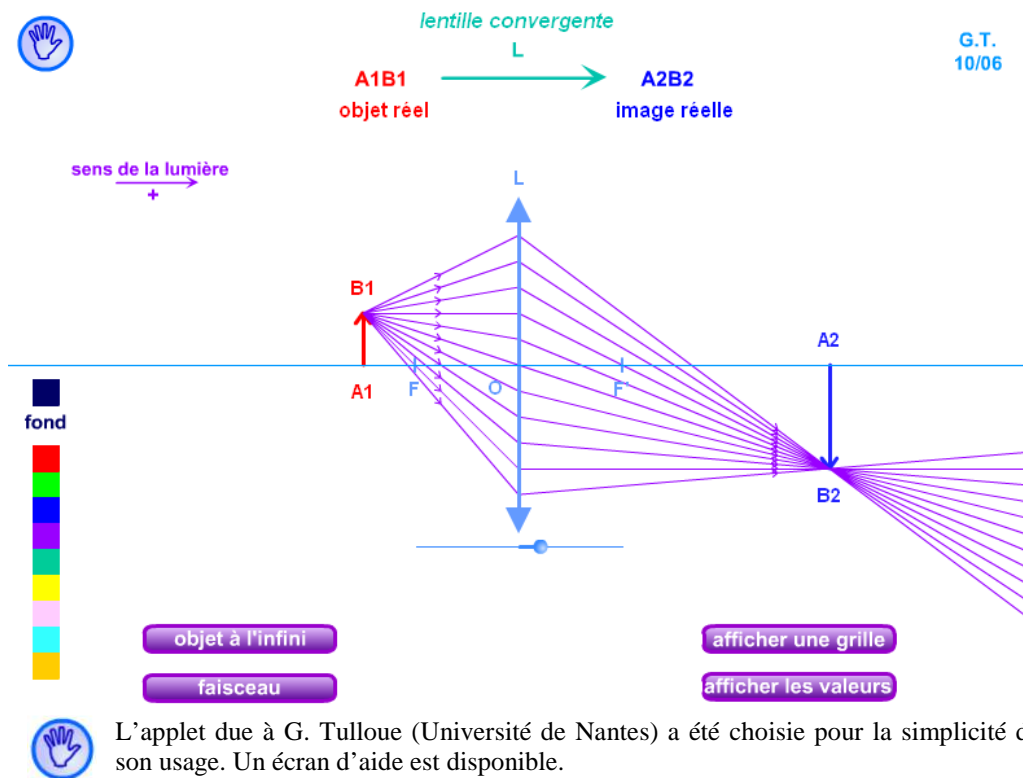 lentille convergente
L
G.T.
10/06
A1B1
A2B2
objet réel
image réelle
sens de la lumière
+
L
B1
A2
A1
F
O
F'
fond
B2
objet à l'infini
afficher une grille
faisceau
afficher les valeurs
L'applet due à G. Tulloue (Université de Nantes) a été choisie pour la simplicité d
son usage. Un écran d'aide est disponible.